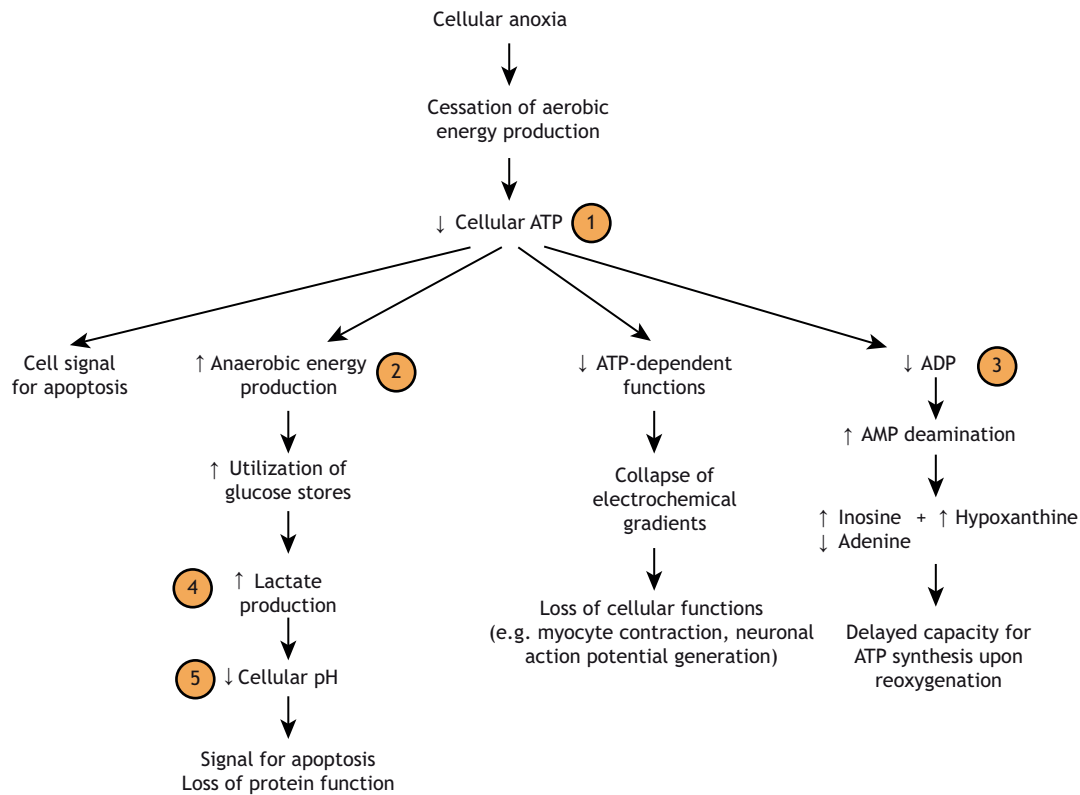 Cellular anoxia
Cessation of aerobic
energy production
↓ Cellular ATP
1
Cell signal
for apoptosis
↑ Anaerobic energy
production
2
↑ Utilization of
glucose stores
4
↑ Lactate
production
5
↓ Cellular pH
Signal for apoptosis
Loss of protein function
↓ ATP-dependent
functions
Collapse of
electrochemical
gradients
Loss of cellular functions
(e.g. myocyte contraction, neuronal
action potential generation)
↓ ADP
3
↑ AMP deamination
↑ Inosine + ↑ Hypoxanthine
↓ Adenine
Delayed capacity for
ATP synthesis upon
reoxygenation